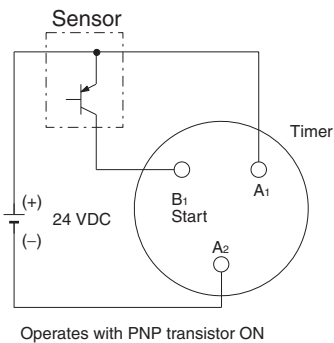 Sensor
Timer
B1
Start
A1
(+)
24 VDC
(−)
A2
Operates with PNP transistor ON